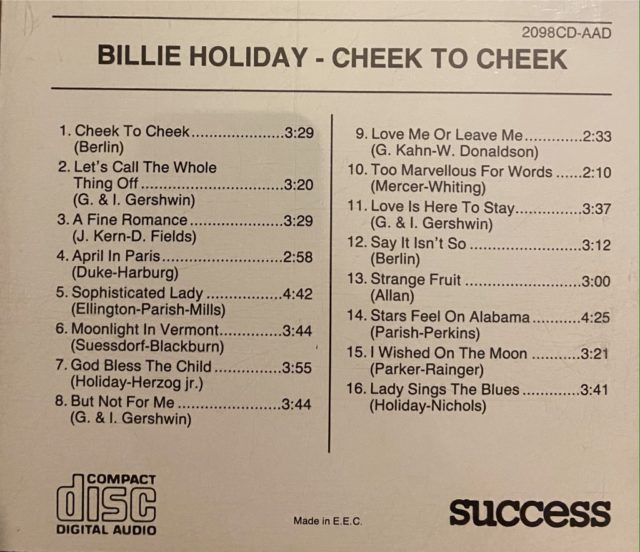 2098CD-AAD
BILLIE HOLIDAY - CHEEK TO CHEEK
1. Cheek To Cheek.....................3:29
(Berlin)
2. Let's Call The Whole
Thing Off.................................3:20
(G. & I. Gershwin)
3. A Fine Romance....................3:29
(J. Kern-D. Fields)
4. April In Paris............................2:58
(Duke-Harburg)
5. Sophisticated Lady ................4:42
(Ellington-Parish-Mills)
6. Moonlight In Vermont..............3:44
(Suessdorf-Blackburn)
7. God Bless The Child ...............3:55
(Holiday-Herzog jr.)
8. But Not For Me ........................3:44
(G. & I. Gershwin)
9. Love Me Or Leave Me.............2:33
(G. Kahn-W. Donaldson)
10. Too Marvellous For Words ......2:10
(Mercer-Whiting)
11. Love Is Here To Stay...............3:37
(G. & I. Gershwin)
12. Say It Isn't So ..........................3:12
(Berlin)
13. Strange Fruit ...........................3:00
(Allan)
14. Stars Feel On Alabama...........4:25
(Parish-Perkins)
15. I Wished On The Moon ...........3:21
(Parker-Rainger)
16. Lady Sings The Blues .............3:41
(Holiday-Nichols)
COMPACT
disc
DIGITAL AUDIO
Made in E.E.C.
success